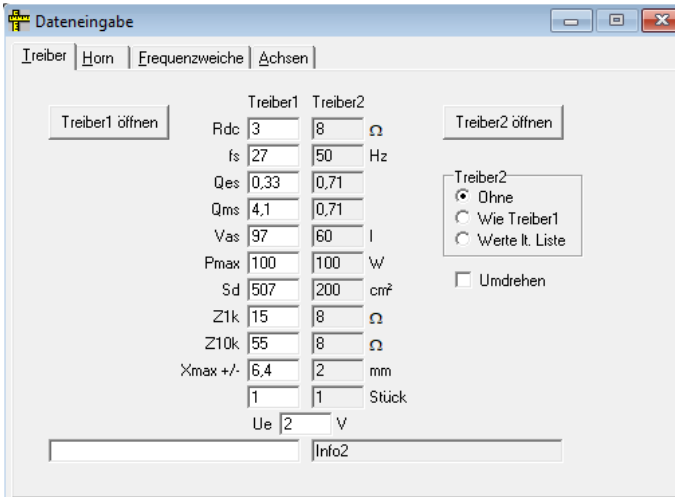 Dateneingabe
Treiber Horn Frequenzweiche Achsen
Treiber1 Treiber2
Treiber1 öffnen
Treiber2 öffnen
Rdc 3 8 Ω
fs 27 50 Hz
Qes 0,33 0,71
Qms 4,1 0,71
Vas 97 60 l
Pmax 100 100 W
Sd 507 200 cm²
Z1k 15 8 Ω
Z10k 55 8 Ω
Xmax +/- 6,4 2 mm
1 1 Stück
Ue 2 V
Info2
Treiber2
Ohne
Wie Treiber1
Werte lt. Liste
Umdrehen